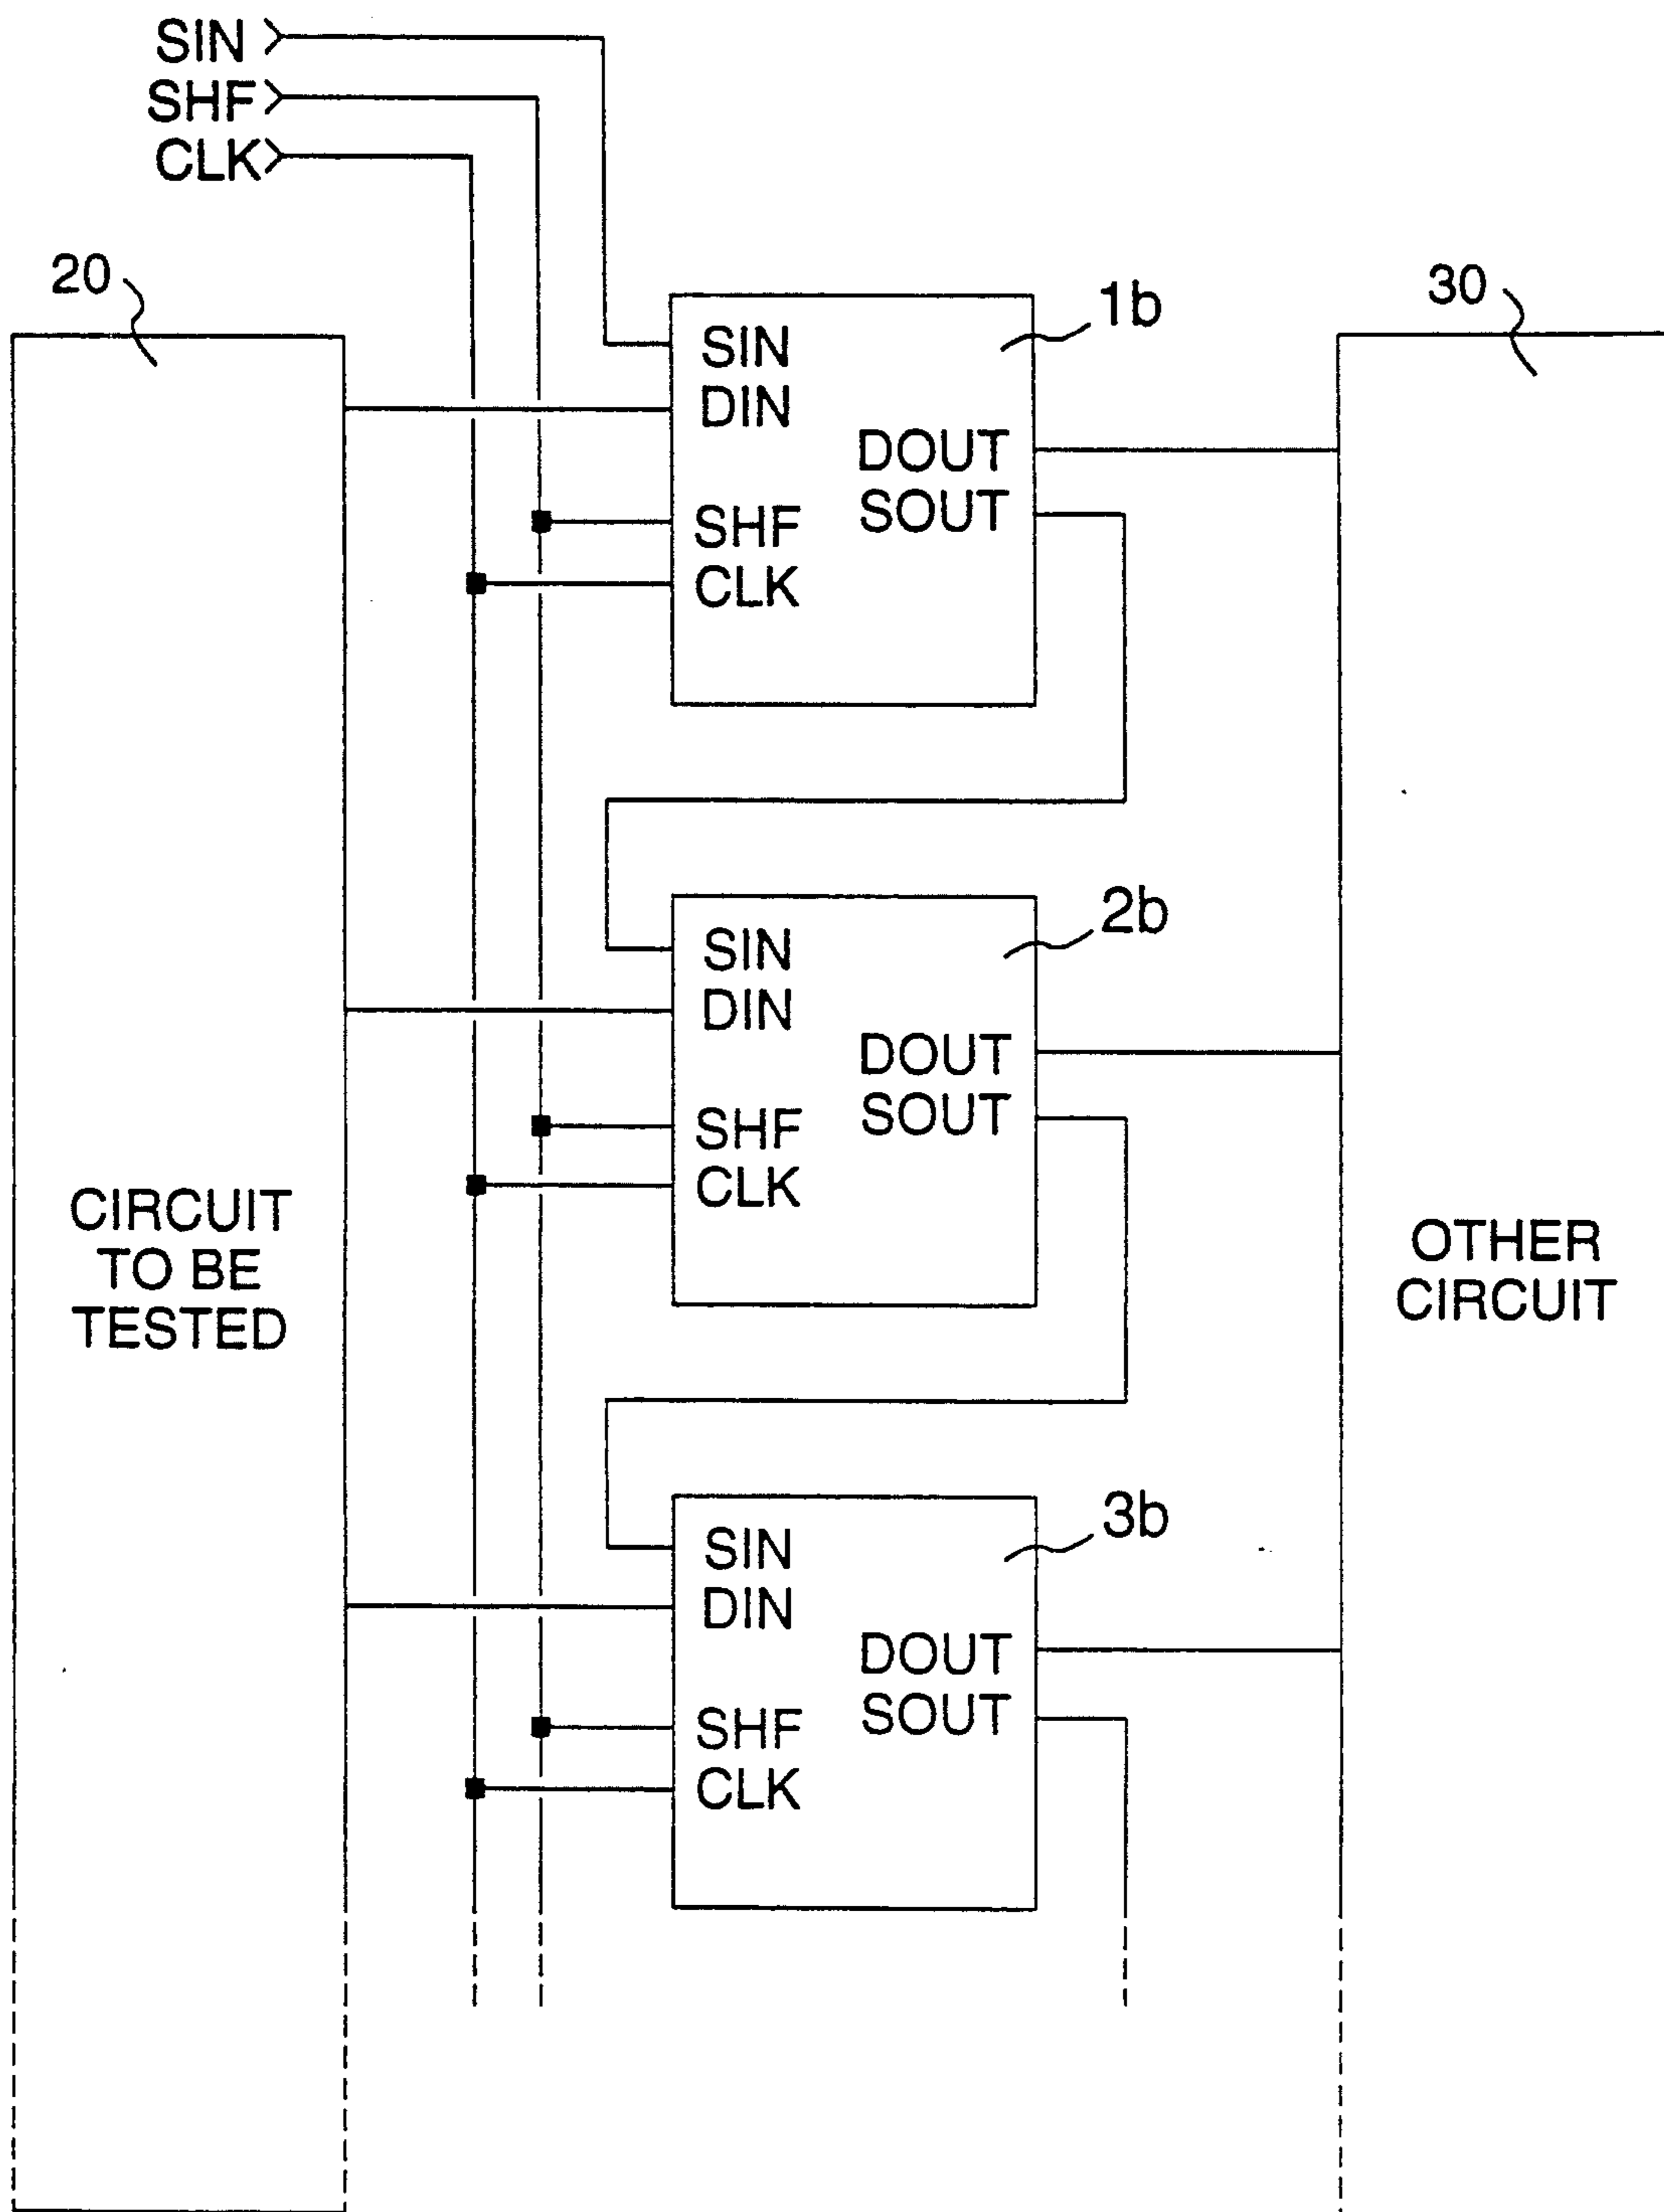 SIN
SHF
CLK
20
1b
30
SIN
DIN
DOUT
SOUT
SHF
CLK
2b
SIN
DIN
DOUT
SOUT
SHF
CLK
CIRCUIT
TO BE
TESTED
OTHER
CIRCUIT
3b
SIN
DIN
DOUT
SOUT
SHF
CLK